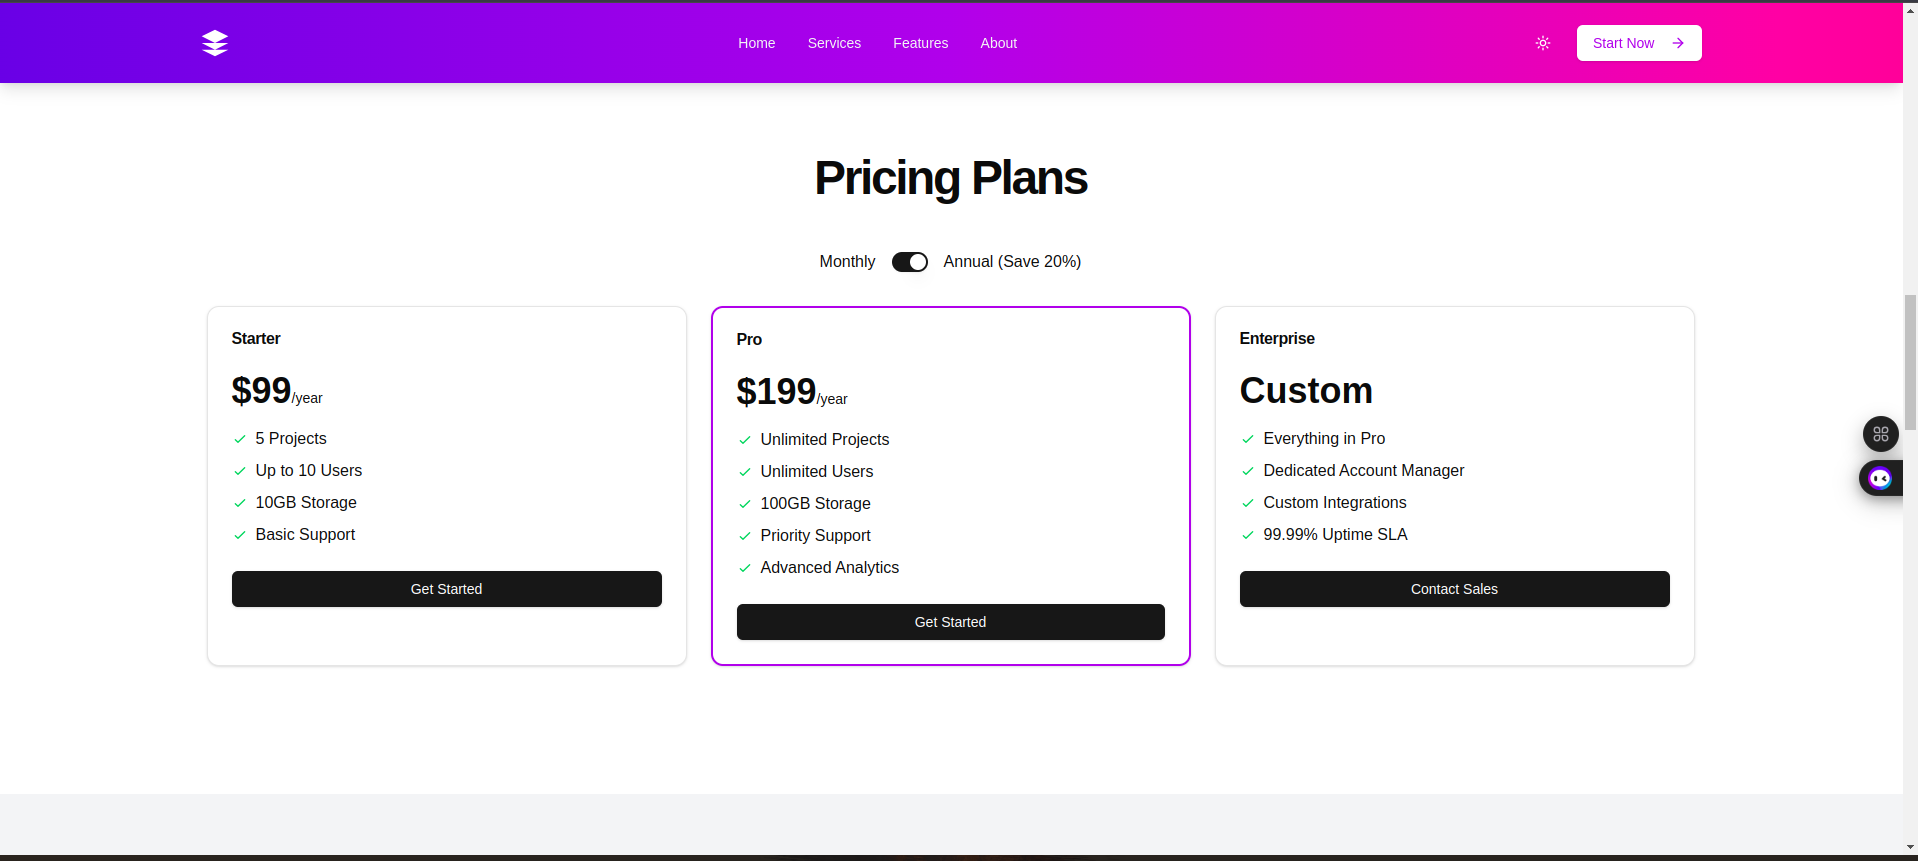 Home Services Features About Start Now
Pricing Plans
Monthly Annual (Save 20%)
Starter
$99/year
5 Projects
Up to 10 Users
10GB Storage
Basic Support
Get Started
Pro
$199/year
Unlimited Projects
Unlimited Users
100GB Storage
Priority Support
Advanced Analytics
Get Started
Enterprise
Custom
Everything in Pro
Dedicated Account Manager
Custom Integrations
99.99% Uptime SLA
Contact Sales